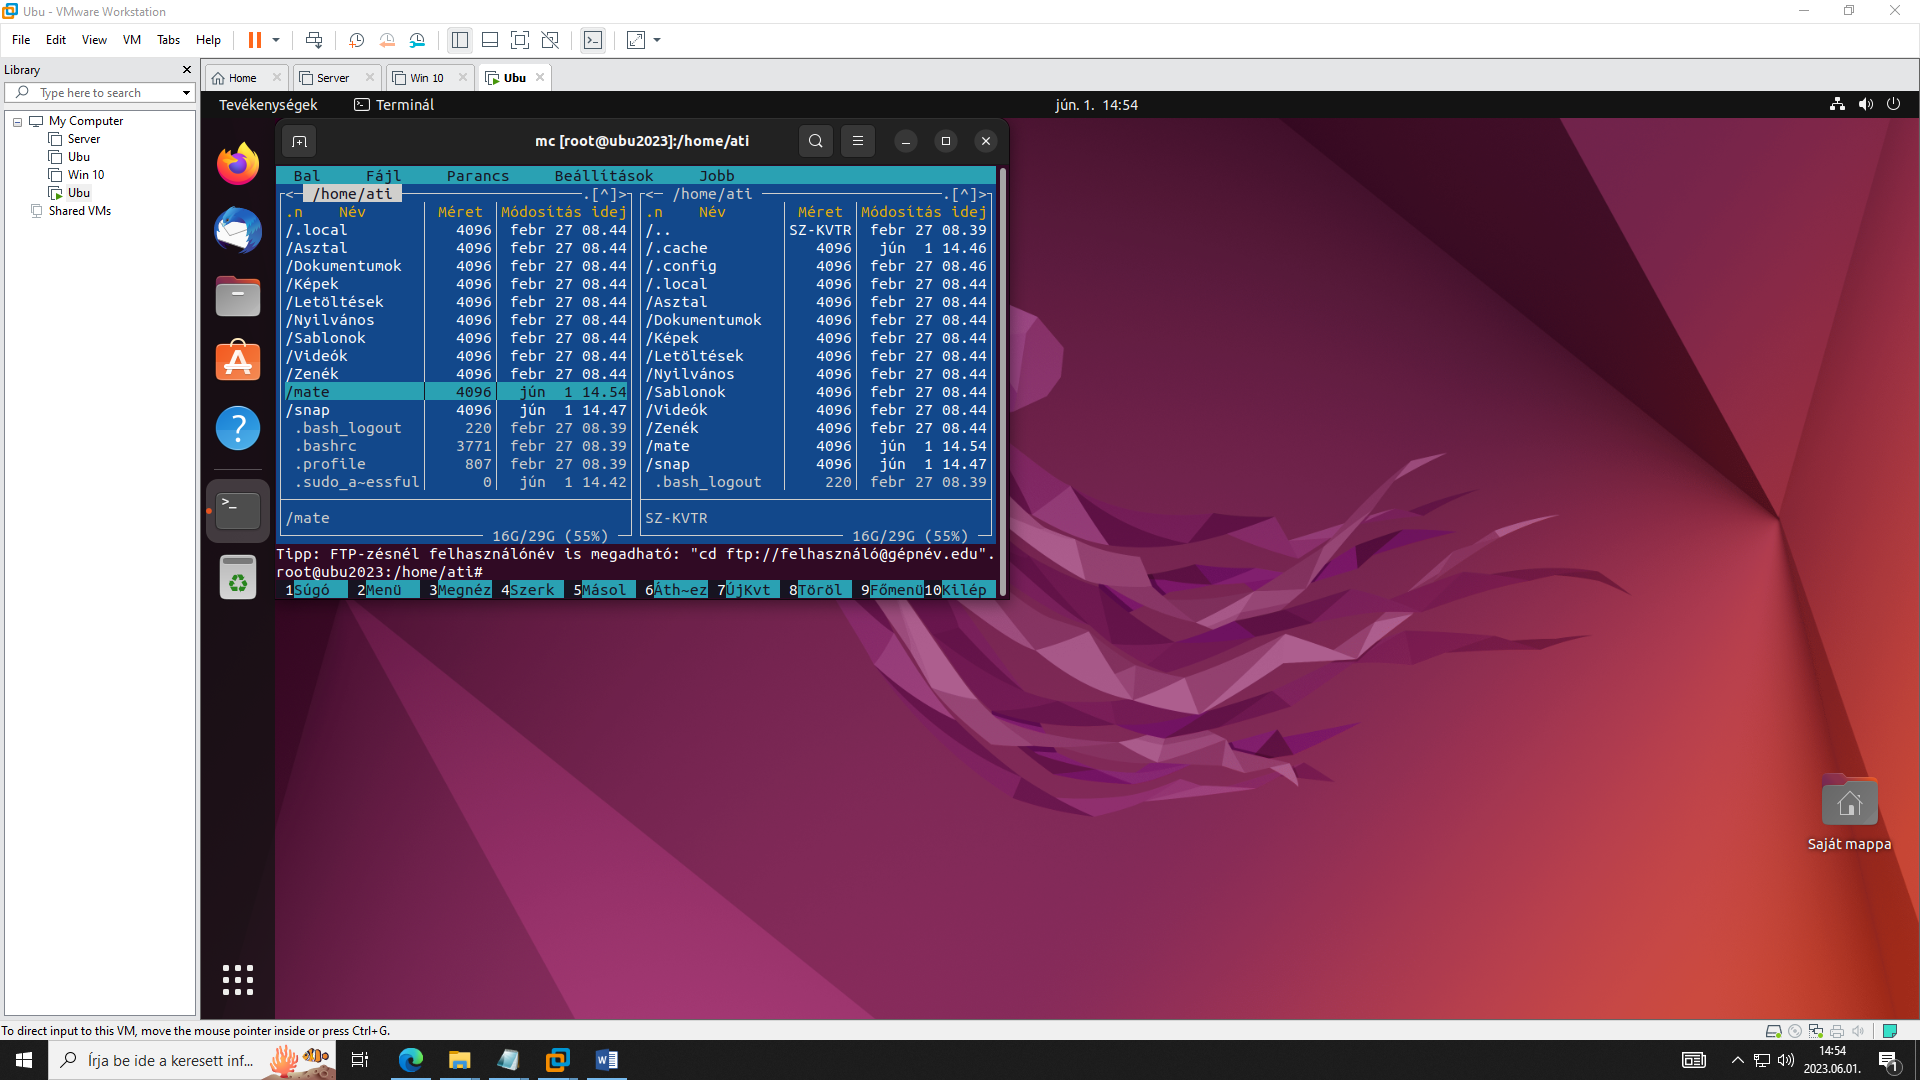 Ubu - VMware Workstation
File Edit View VM Tabs Help
Library
Type here to search
My Computer
Server
Ubu
Win 10
Ubu
Shared VMs
Home Server Win 10 Ubu
Tevékenységek Terminál jún. 1. 14:54
mc [root@ubu2023]:/home/ati
Bal Fájl Parancs Beállítások Jobb
<─ /home/ati ─.[^]> <─ /home/ati ─.[^]>
.n Név Méret Módosítás idej .n Név Méret Módosítás idej
/.local 4096 febr 27 08.44 /.. SZ-KVTR febr 27 08.39
/Asztal 4096 febr 27 08.44 /.cache 4096 jún 1 14.46
/Dokumentumok 4096 febr 27 08.44 /.config 4096 febr 27 08.46
/Képek 4096 febr 27 08.44 /.local 4096 febr 27 08.44
/Letöltések 4096 febr 27 08.44 /Asztal 4096 febr 27 08.44
/Nyilvános 4096 febr 27 08.44 /Dokumentumok 4096 febr 27 08.44
/Sablonok 4096 febr 27 08.44 /Képek 4096 febr 27 08.44
/Videók 4096 febr 27 08.44 /Letöltések 4096 febr 27 08.44
/Zenék 4096 febr 27 08.44 /Nyilvános 4096 febr 27 08.44
/mate 4096 jún 1 14.54 /Sablonok 4096 febr 27 08.44
/snap 4096 jún 1 14.47 /Videók 4096 febr 27 08.44
.bash_logout 220 febr 27 08.39 /Zenék 4096 febr 27 08.44
.bashrc 3771 febr 27 08.39 /mate 4096 jún 1 14.54
.profile 807 febr 27 08.39 /snap 4096 jún 1 14.47
.sudo_a~essful 0 jún 1 14.42 .bash_logout 220 febr 27 08.39
/mate SZ-KVTR
16G/29G (55%) 16G/29G (55%)
Tipp: FTP-zésnél felhasználónév is megadható: "cd ftp://felhasználó@gépnév.edu".
root@ubu2023:/home/ati#
1Súgó 2Menü 3Megnéz 4Szerk 5Másol 6Áth~ez 7ÚjKvt 8Töröl 9Főmenü10Kilép
Saját mappa
To direct input to this VM, move the mouse pointer inside or press Ctrl+G.
Írja be ide a keresett inf...
14:54
2023.06.01.
1